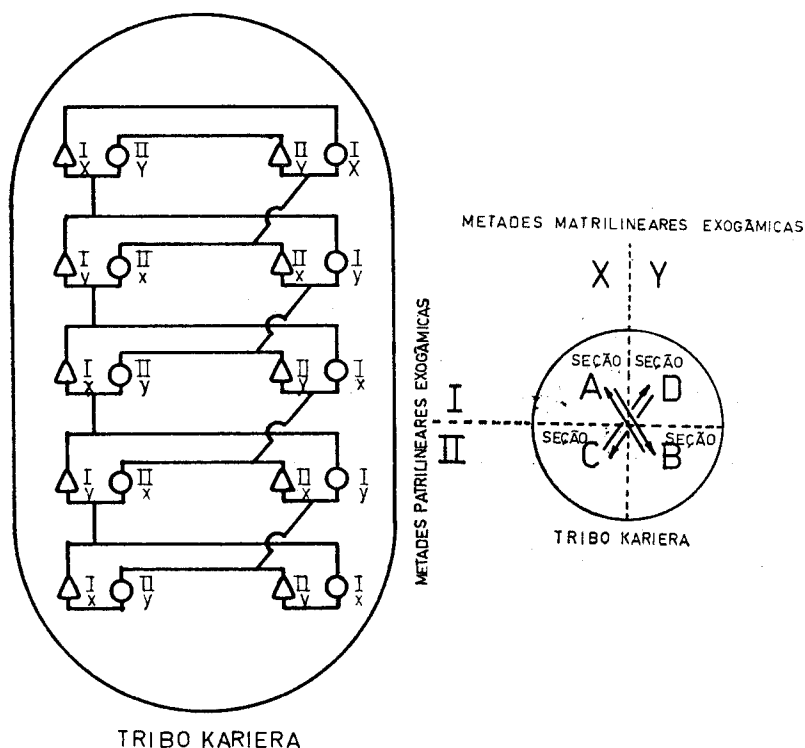 I II II I
X Y Y X
I II II I
y x x y
I II II I
x y y x
I II II I
y x x y
I II II I
x y y x
TRIBO KARIERA
METADES MATRILINEARES EXOGÂMICAS
X Y
METADES PATRILINEARES EXOGÂMICAS
I
II
SEÇÃO SEÇÃO
A D
SEÇÃO SEÇÃO
C B
TRIBO KARIERA